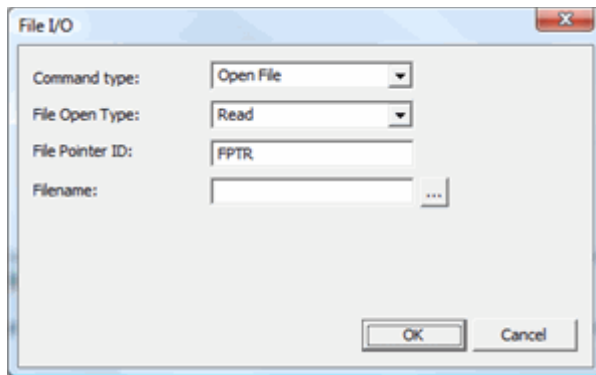 File I/O
Command type: Open File
File Open Type: Read
File Pointer ID: FPTR
Filename: ...
OK Cancel